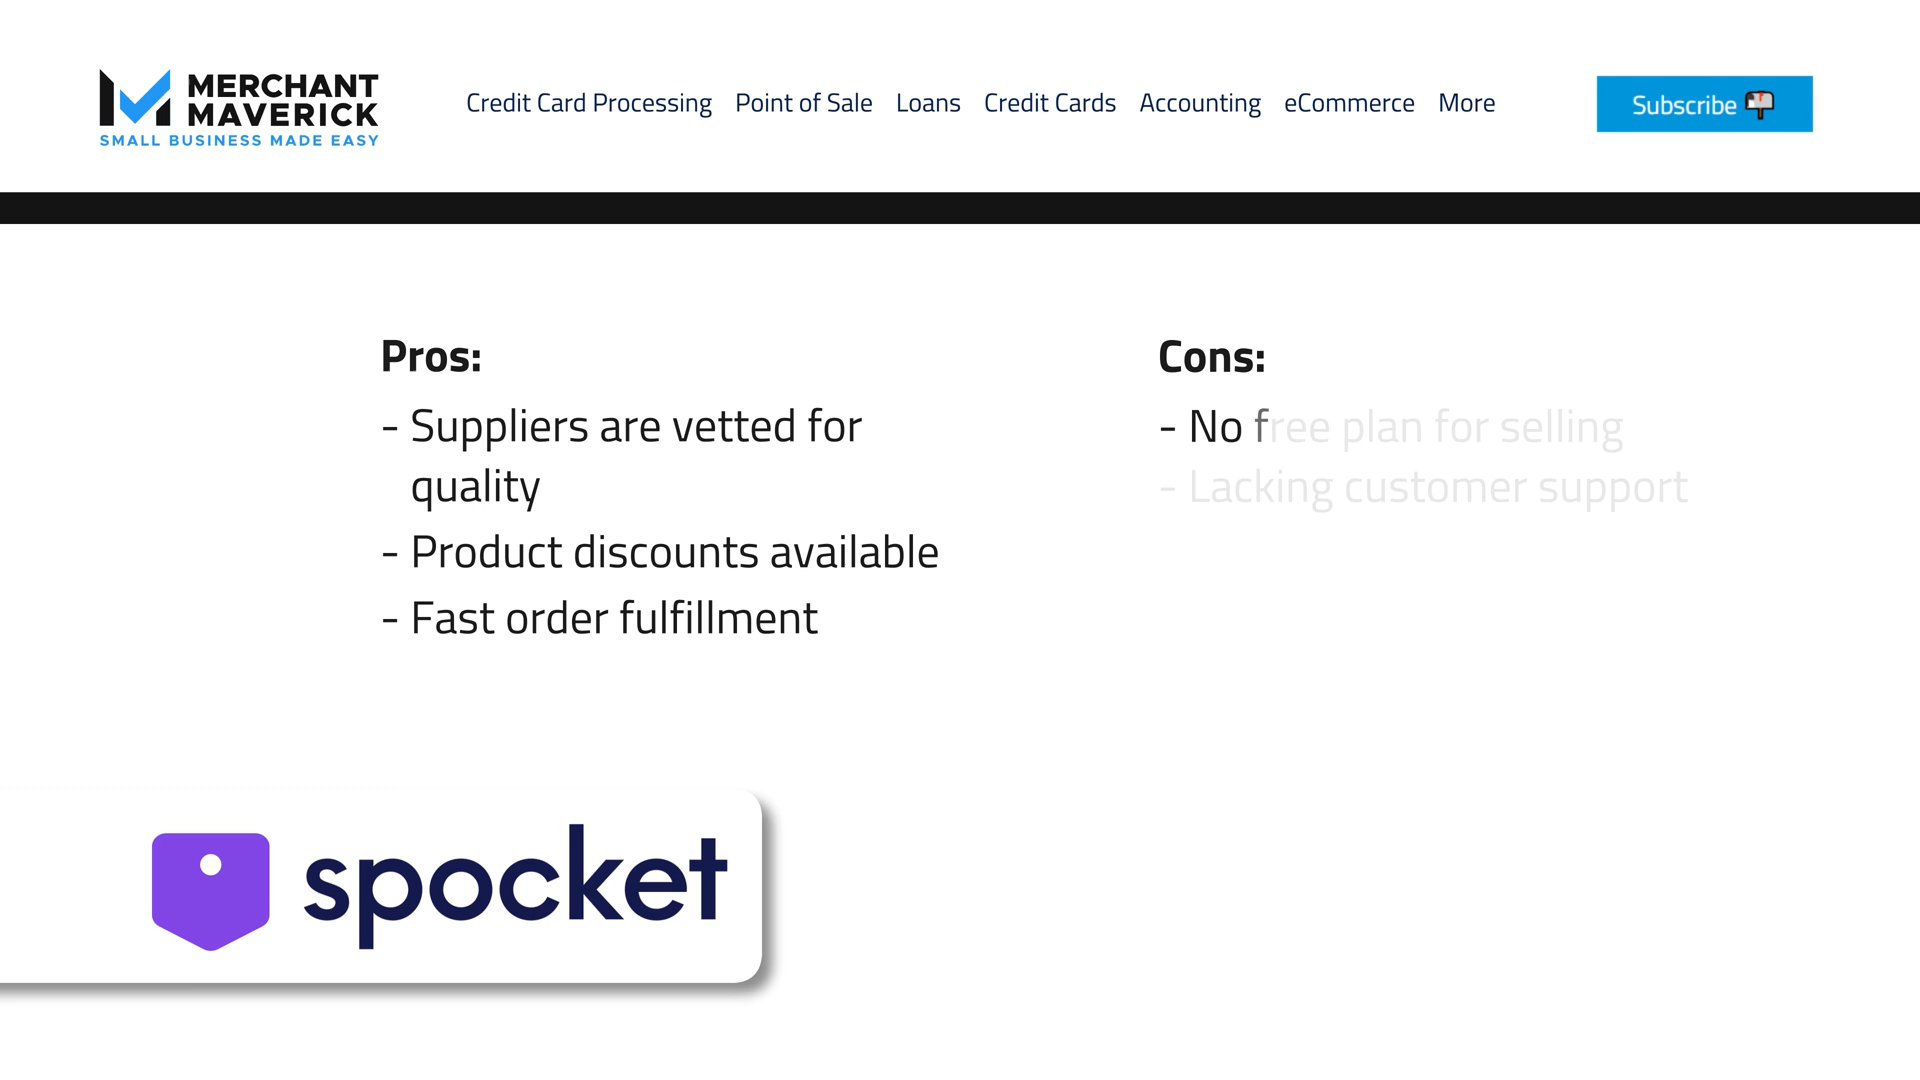 MERCHANT
MAVERICK
SMALL BUSINESS MADE EASY
Credit Card Processing Point of Sale Loans Credit Cards Accounting eCommerce More
Subscribe
Pros:
- Suppliers are vetted for
quality
- Product discounts available
- Fast order fulfillment
Cons:
- No free plan for selling
- Lacking customer support
spocket